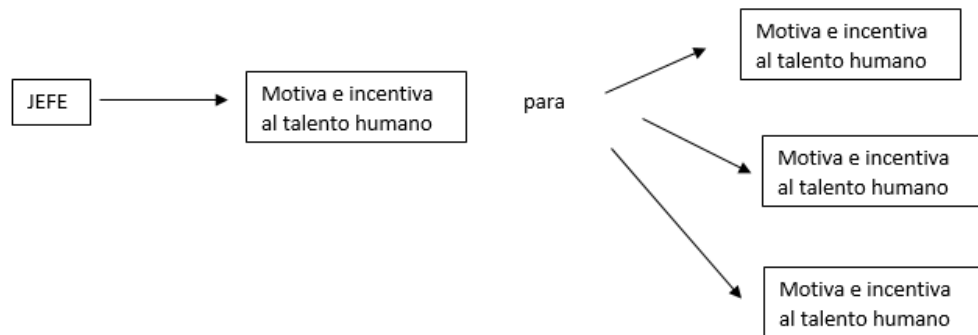 JEFE
Motiva e incentiva
al talento humano
para
Motiva e incentiva
al talento humano
Motiva e incentiva
al talento humano
Motiva e incentiva
al talento humano